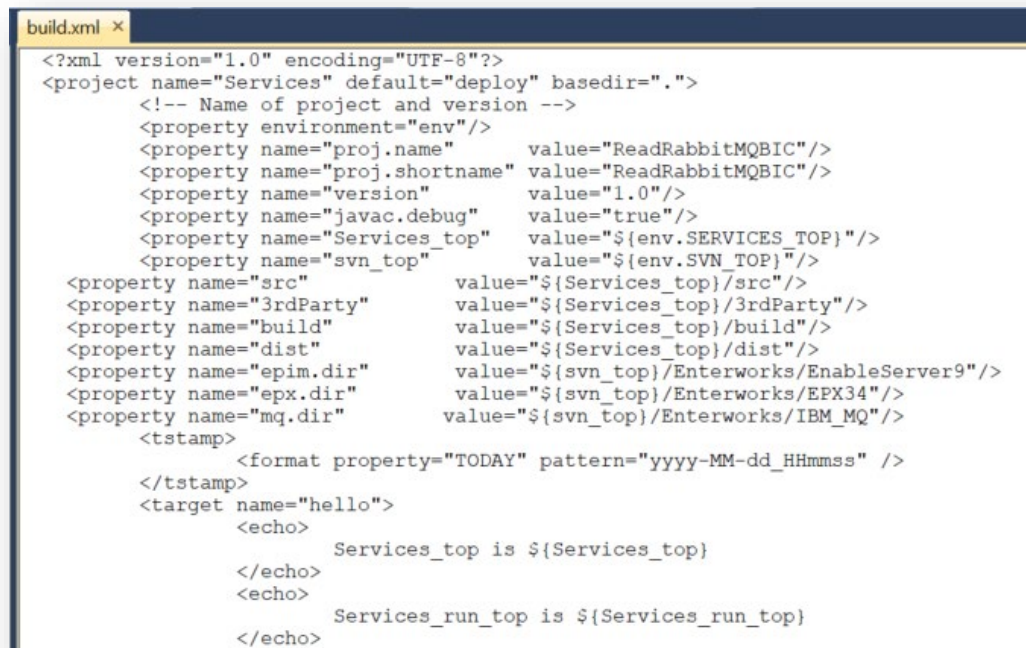 build.xml ×
<?xml version="1.0" encoding="UTF-8"?>
<project name="Services" default="deploy" basedir=".">
<!-- Name of project and version -->
<property environment="env"/>
<property name="proj.name" value="ReadRabbitMQBIC"/>
<property name="proj.shortname" value="ReadRabbitMQBIC"/>
<property name="version" value="1.0"/>
<property name="javac.debug" value="true"/>
<property name="Services_top" value="${env.SERVICES_TOP}"/>
<property name="svn_top" value="${env.SVN_TOP}"/>
<property name="src" value="${Services_top}/src"/>
<property name="3rdParty" value="${Services_top}/3rdParty"/>
<property name="build" value="${Services_top}/build"/>
<property name="dist" value="${Services_top}/dist"/>
<property name="epim.dir" value="${svn_top}/Enterworks/EnableServer9"/>
<property name="epx.dir" value="${svn_top}/Enterworks/EPX34"/>
<property name="mq.dir" value="${svn_top}/Enterworks/IBM_MQ"/>
<tstamp>
<format property="TODAY" pattern="yyyy-MM-dd_HHmmss" />
</tstamp>
<target name="hello">
<echo>
Services_top is ${Services_top}
</echo>
<echo>
Services_run_top is ${Services_run_top}
</echo>